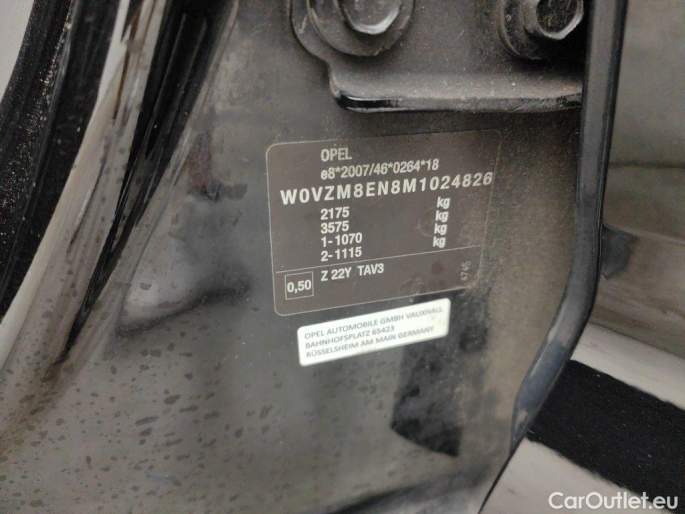 OPEL
e8*2007/46*0264*18
W0VZM8EN8M1024826
2175 kg
3575 kg
1-1070 kg
2-1115 kg
0,50 Z 22Y TAV3
4745
OPEL AUTOMOBILE GMBH VAUXHALL
BAHNHOFSPLATZ 65423
RÜSSELSHEIM AM MAIN GERMANY
CarOutlet.eu